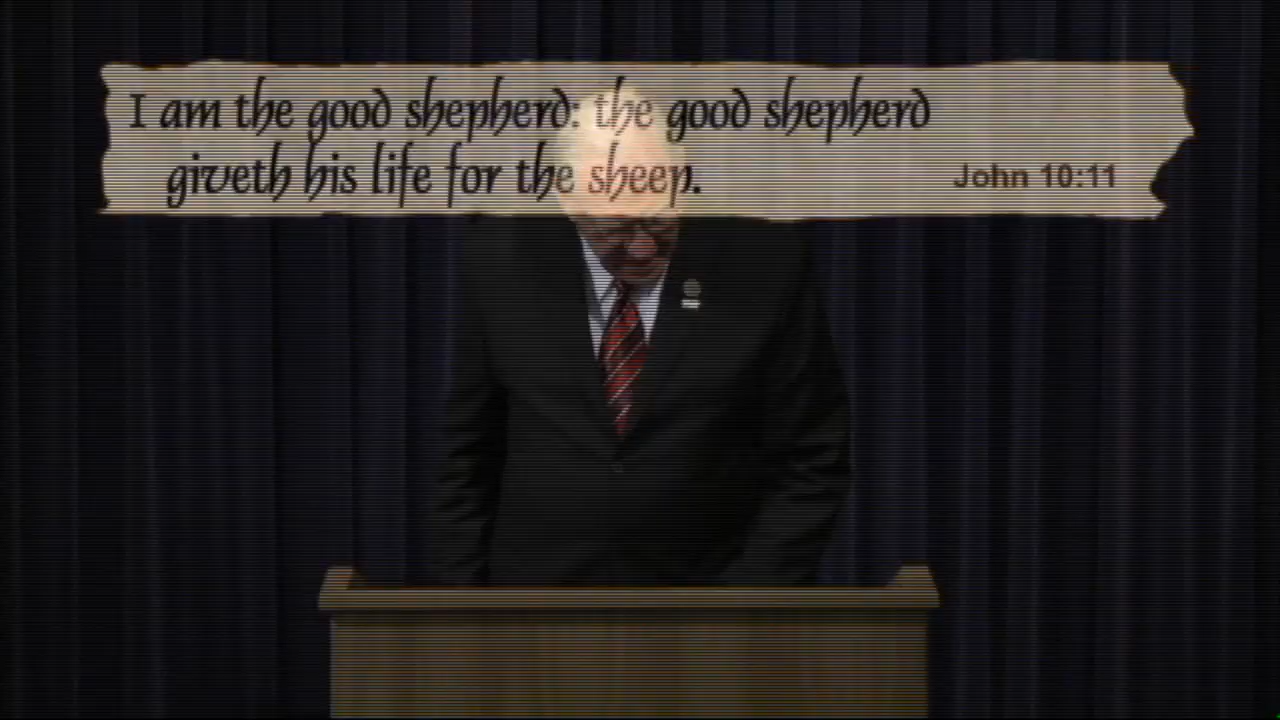 I am the good shepherd: the good shepherd
giveth his life for the sheep.
John 10:11